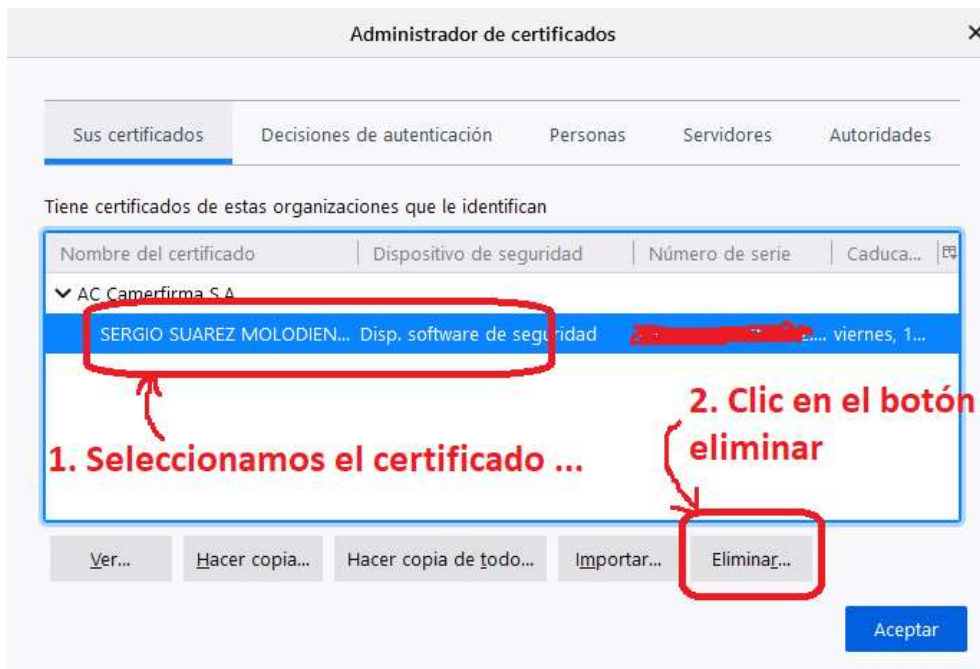 Administrador de certificados
Sus certificados Decisiones de autenticación Personas Servidores Autoridades
Tiene certificados de estas organizaciones que le identifican
Nombre del certificado Dispositivo de seguridad Número de serie Caduca...
AC Camerfirma S.A.
SERGIO SUAREZ MOLODIEN... Disp. software de seguridad viernes, 1...
2. Clic en el botón
eliminar
1. Seleccionamos el certificado ...
Ver... Hacer copia... Hacer copia de todo... Importar... Eliminar...
Aceptar